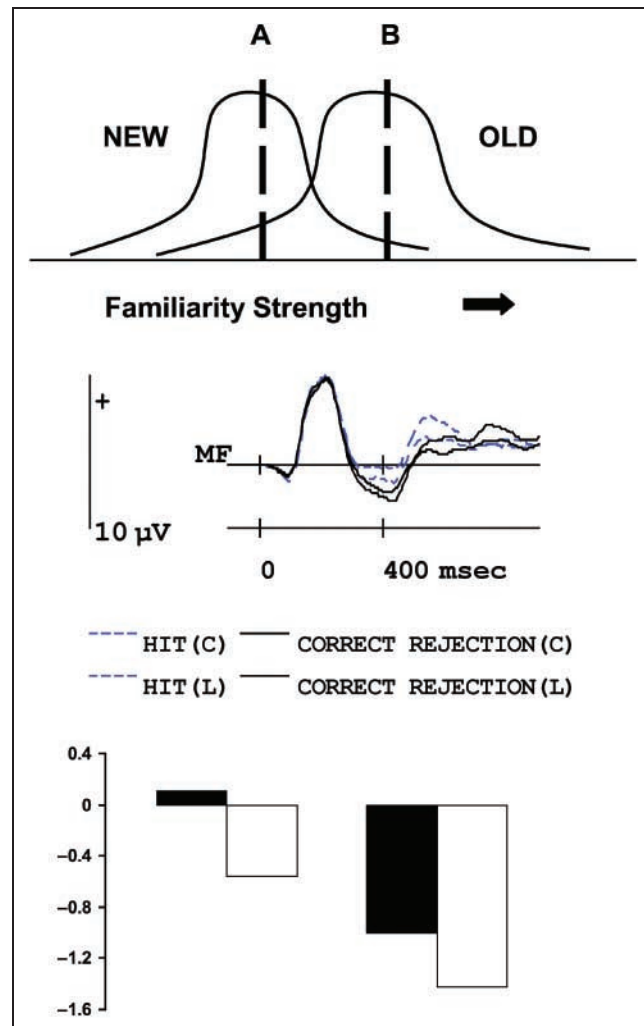 A B
NEW OLD
Familiarity Strength
+
MF
10 µV
0 400 msec
HIT(C) CORRECT REJECTION(C)
HIT(L) CORRECT REJECTION(L)
0.4
0
−0.4
−0.8
−1.2
−1.6